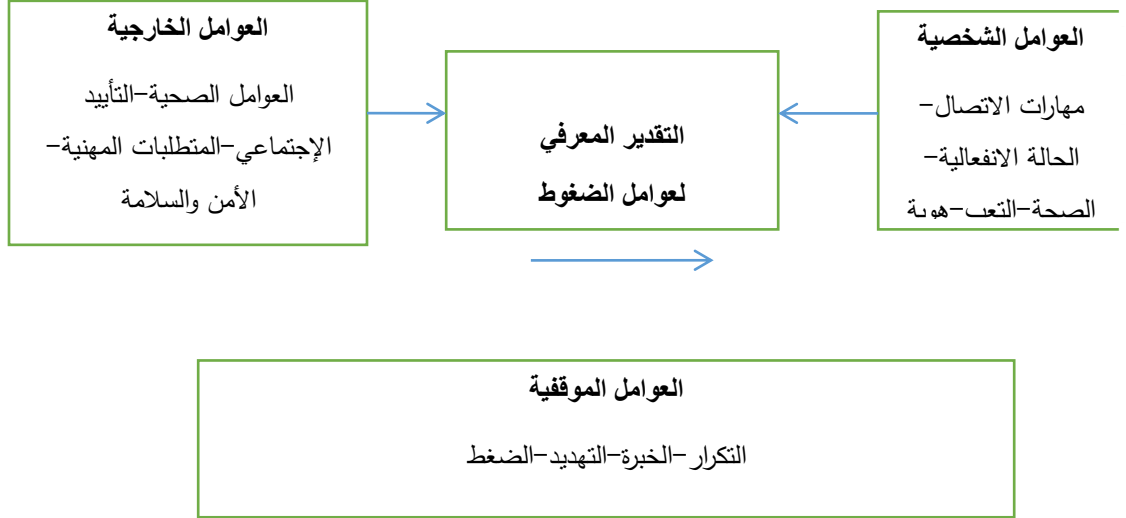 العوامل الشخصية
مهارات الاتصال–
الحالة الانفعالية–
الصحة–التعب–هوية
التقدير المعرفي
لعوامل الضغوط
العوامل الخارجية
العوامل الصحية–التأييد
الإجتماعي–المتطلبات المهنية–
الأمن والسلامة
العوامل الموقفية
التكرار–الخبرة–التهديد–الضغط